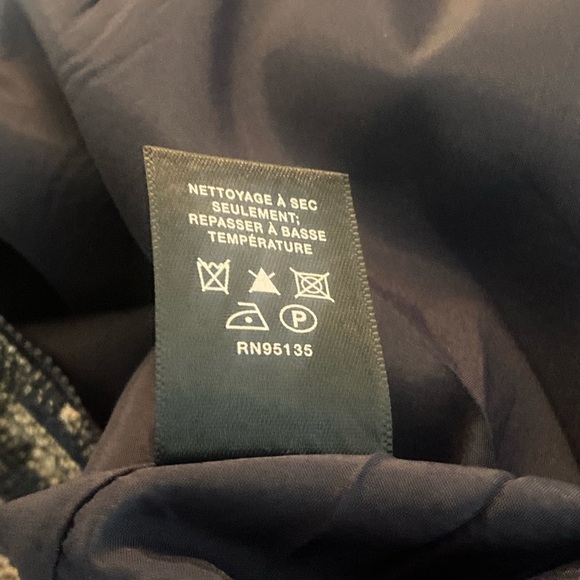 NETTOYAGE À SEC
SEULEMENT;
REPASSER À BASSE
TEMPÉRATURE
P
RN95135